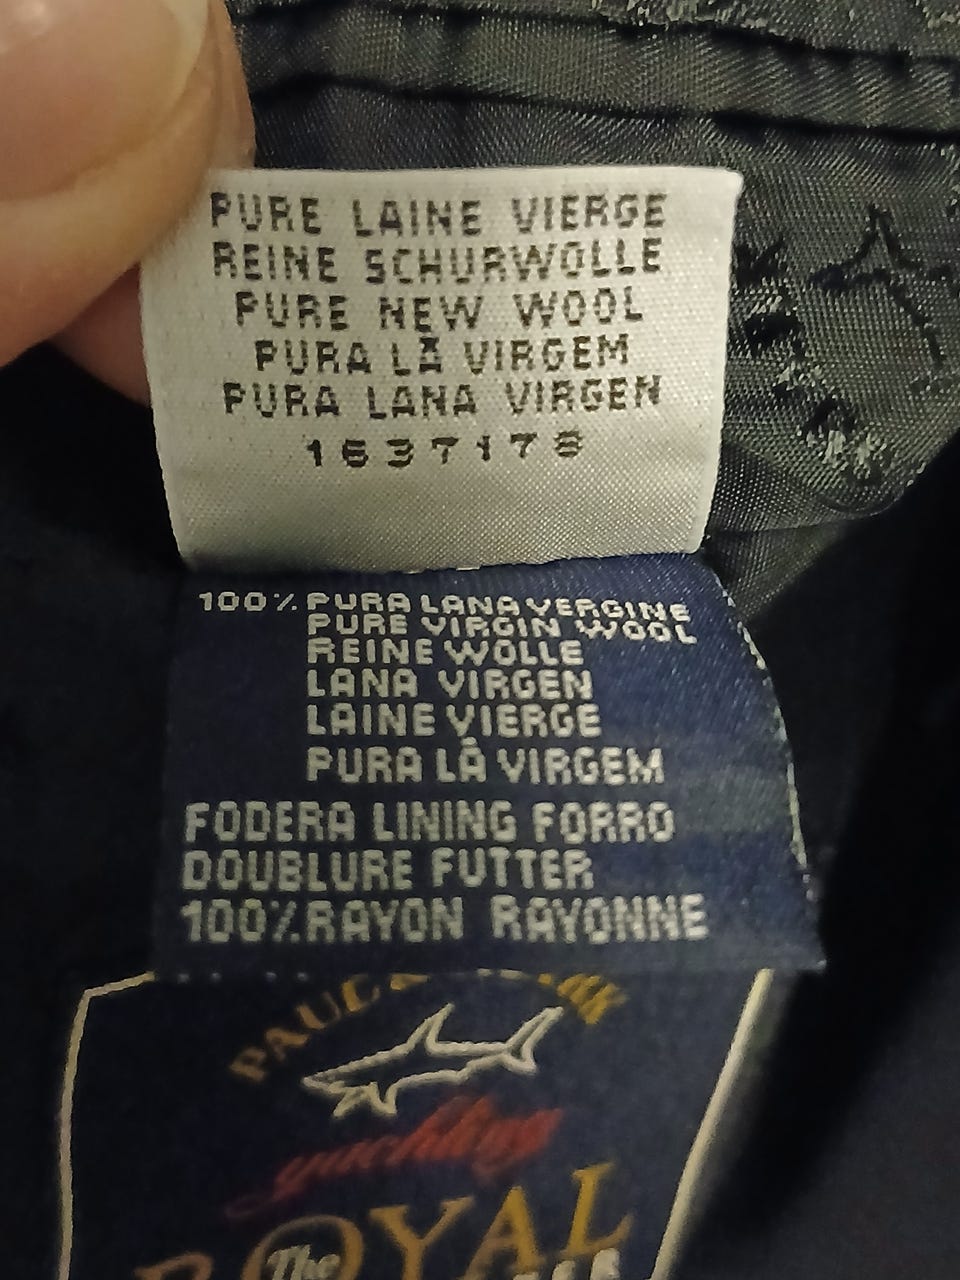 PURE LAINE VIERGE
REINE SCHURWOLLE
PURE NEW WOOL
PURA LÃ VIRGEM
PURA LANA VIRGEN
1637178
100% PURA LANA VERGINE
PURE VIRGIN WOOL
REINE WOLLE
LANA VIRGEN
LAINE VIERGE
PURA LÃ VIRGEM
FODERA LINING FORRO
DOUBLURE FUTTER
100% RAYON RAYONNE
PAUL
yachting
ROYAL
The